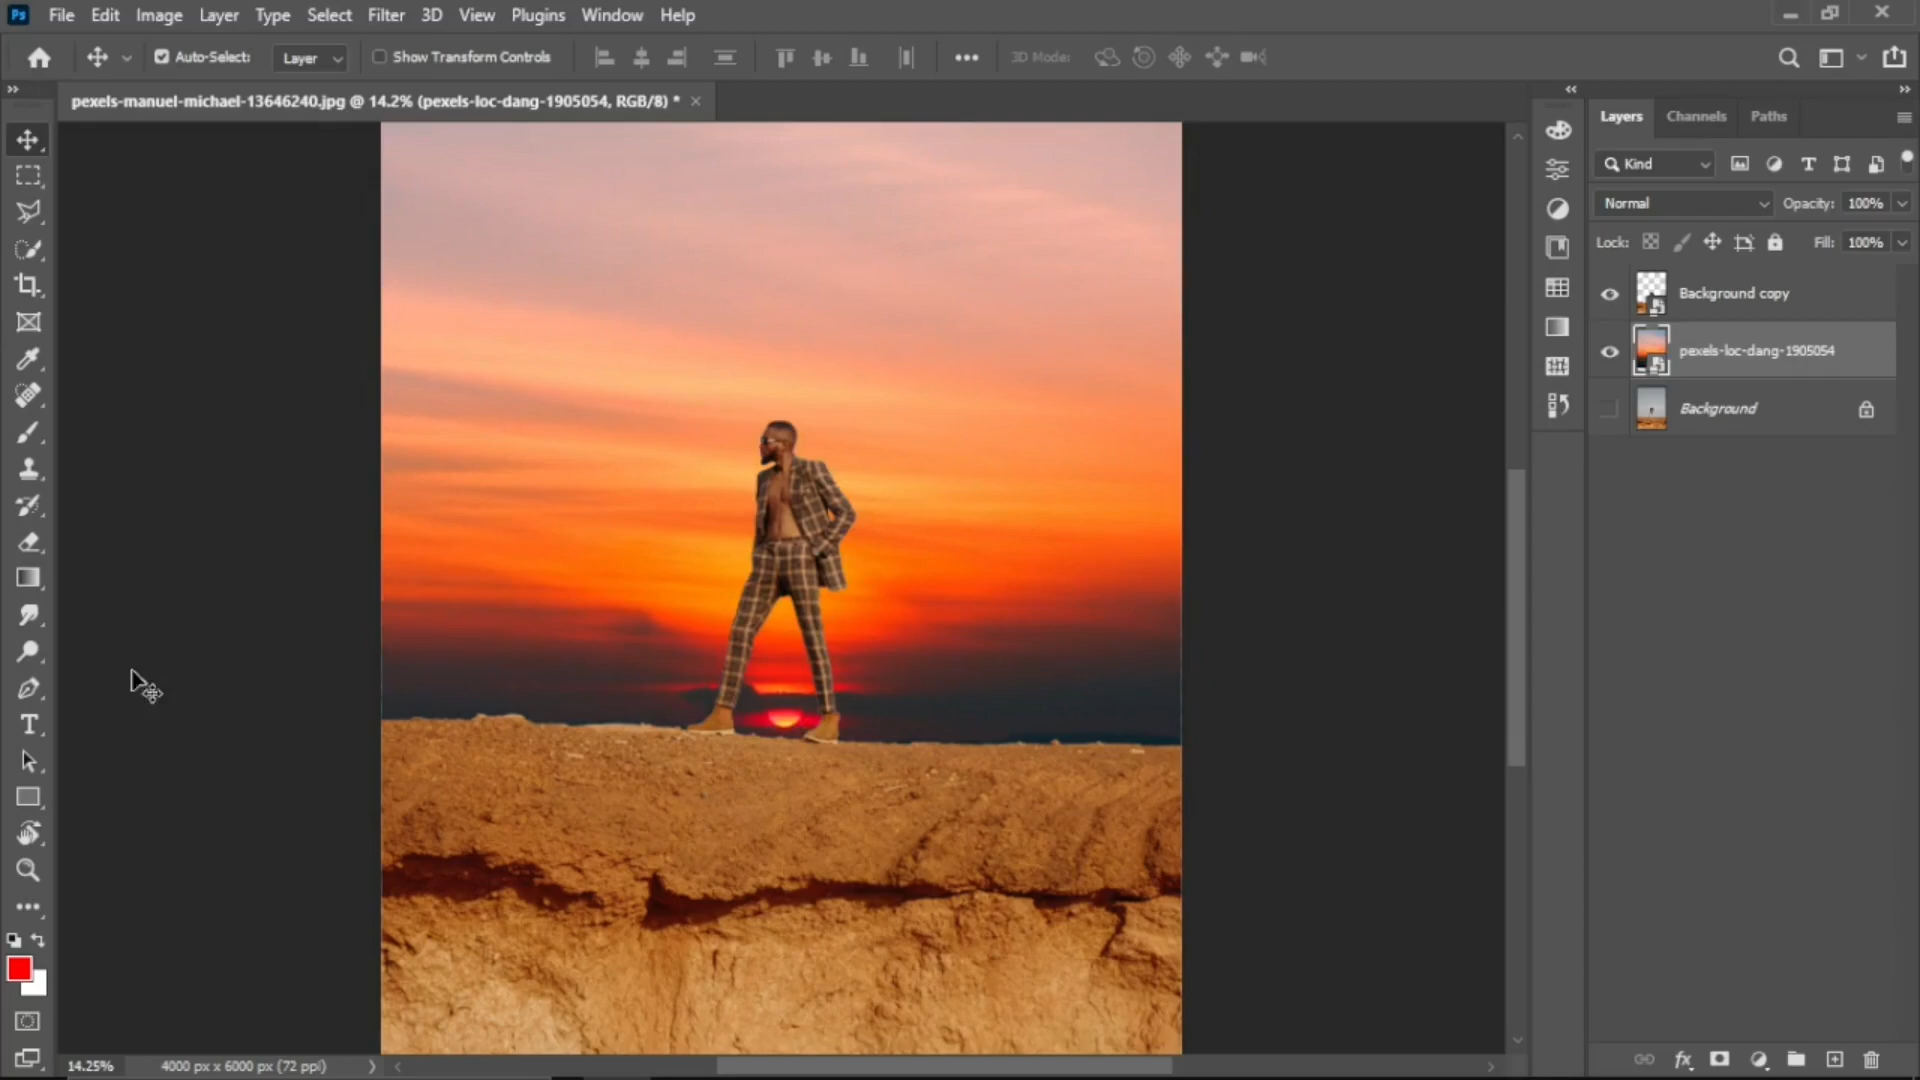 Ps File Edit Image Layer Type Select Filter 3D View Plugins Window Help
Auto-Select: Layer Show Transform Controls 3D Mode:
pexels-manuel-michael-13646240.jpg @ 14.2% (pexels-loc-dang-1905054, RGB/8) *
Layers Channels Paths
Kind
Normal Opacity: 100%
Lock: Fill: 100%
Background copy
pexels-loc-dang-1905054
Background
14.25% 4000 px x 6000 px (72 ppi)